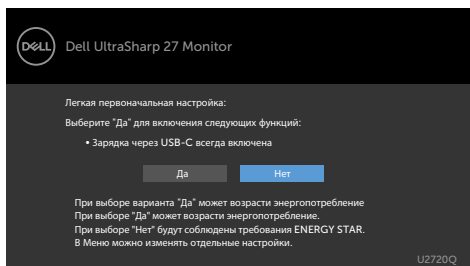 DELL Dell UltraSharp 27 Monitor
Легкая первоначальная настройка:
Выберите "Да" для включения следующих функций:
• Зарядка через USB-C всегда включена
Да Нет
При выборе варианта "Да" может возрасти энергопотребление
При выборе "Да" может возрасти энергопотребление.
При выборе "Нет" будут соблюдены требования ENERGY STAR.
В Меню можно изменять отдельные настройки.
U2720Q